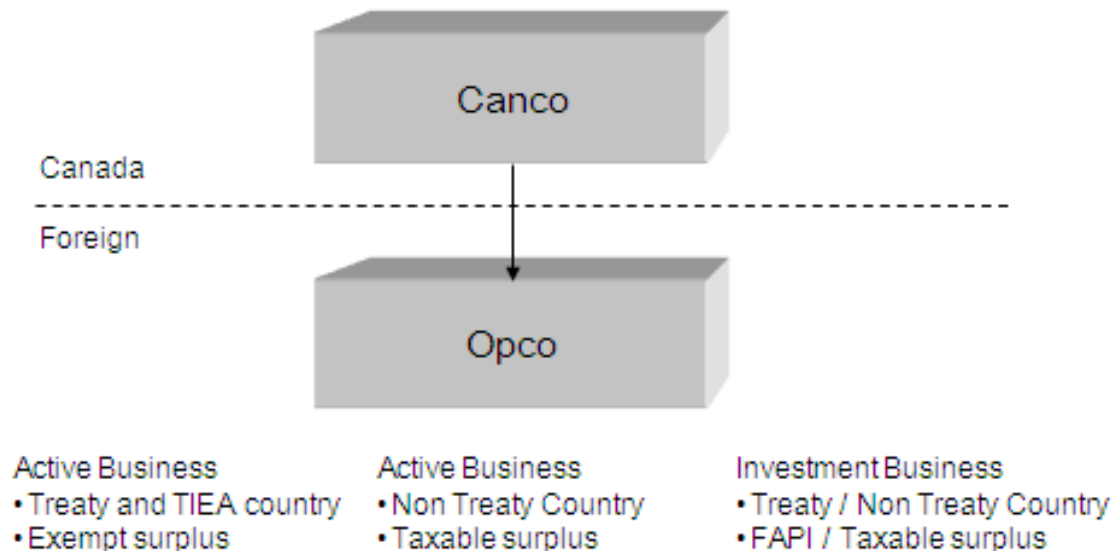 Canco
Canada
Foreign
Opco
Active Business
• Treaty and TIEA country
• Exempt surplus
Active Business
• Non Treaty Country
• Taxable surplus
Investment Business
• Treaty / Non Treaty Country
• FAPI / Taxable surplus